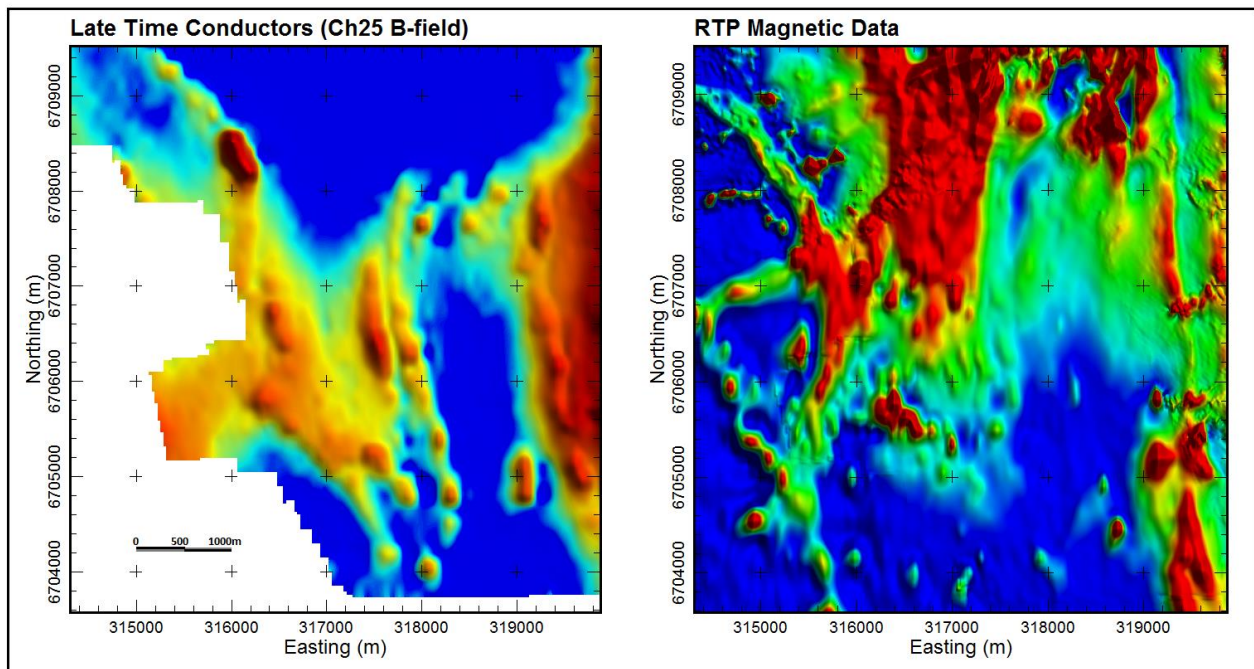 Late Time Conductors (Ch25 B-field)
RTP Magnetic Data
Northing (m)
6709000
6708000
6707000
6706000
6705000
6704000
0 500 1000m
315000 316000 317000 318000 319000
Easting (m)
Northing (m)
6709000
6708000
6707000
6706000
6705000
6704000
315000 316000 317000 318000 319000
Easting (m)